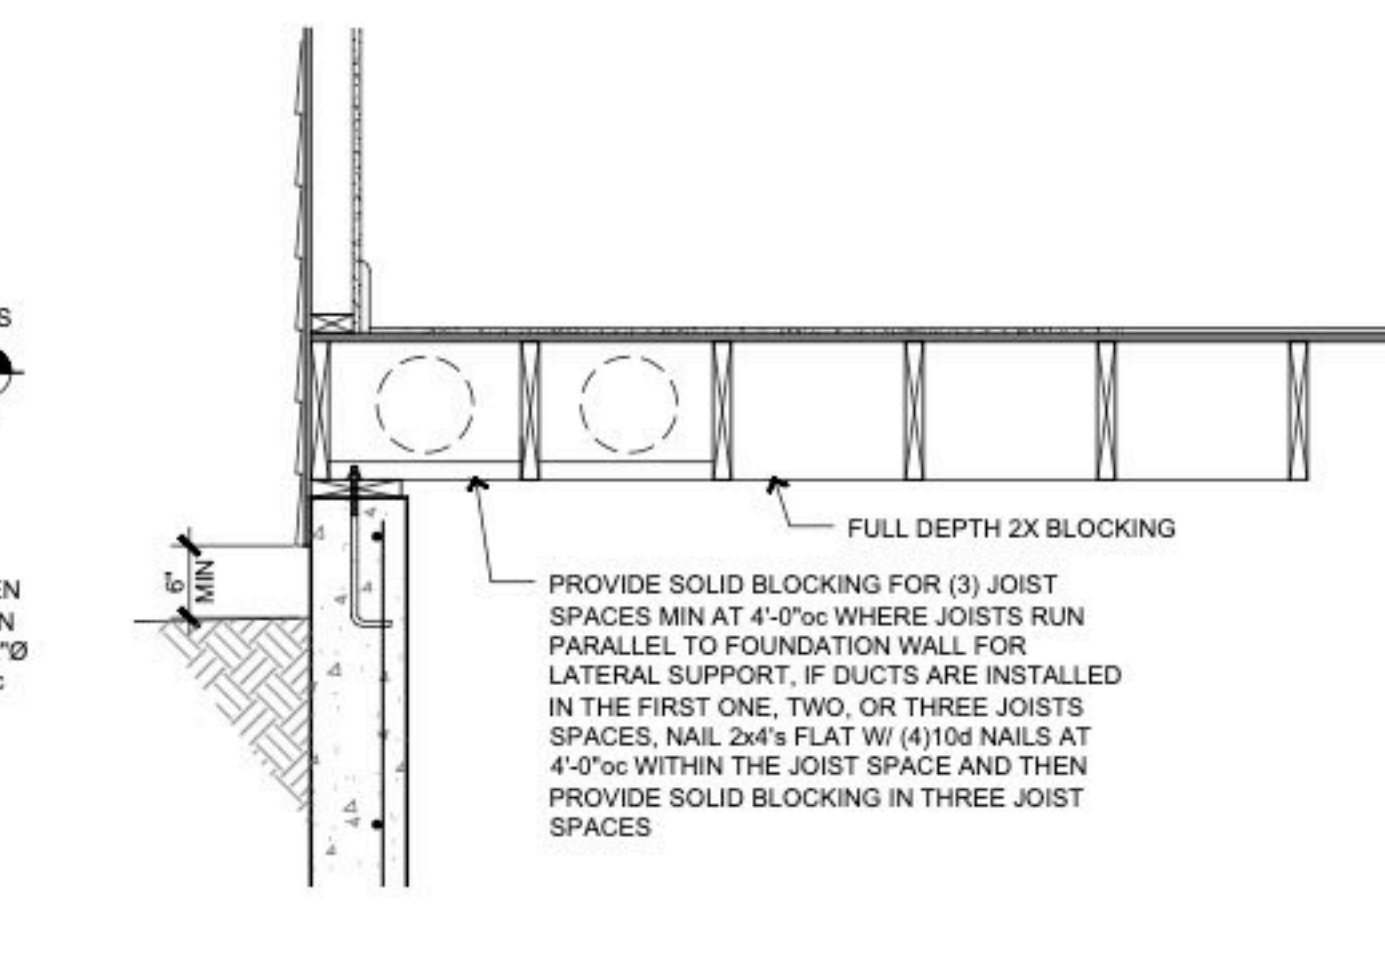 S
FULL DEPTH 2X BLOCKING
6"
MIN
EN
N
"Ø
c
PROVIDE SOLID BLOCKING FOR (3) JOIST
SPACES MIN AT 4'-0"oc WHERE JOISTS RUN
PARALLEL TO FOUNDATION WALL FOR
LATERAL SUPPORT, IF DUCTS ARE INSTALLED
IN THE FIRST ONE, TWO, OR THREE JOISTS
SPACES, NAIL 2x4's FLAT W/ (4)10d NAILS AT
4'-0"oc WITHIN THE JOIST SPACE AND THEN
PROVIDE SOLID BLOCKING IN THREE JOIST
SPACES